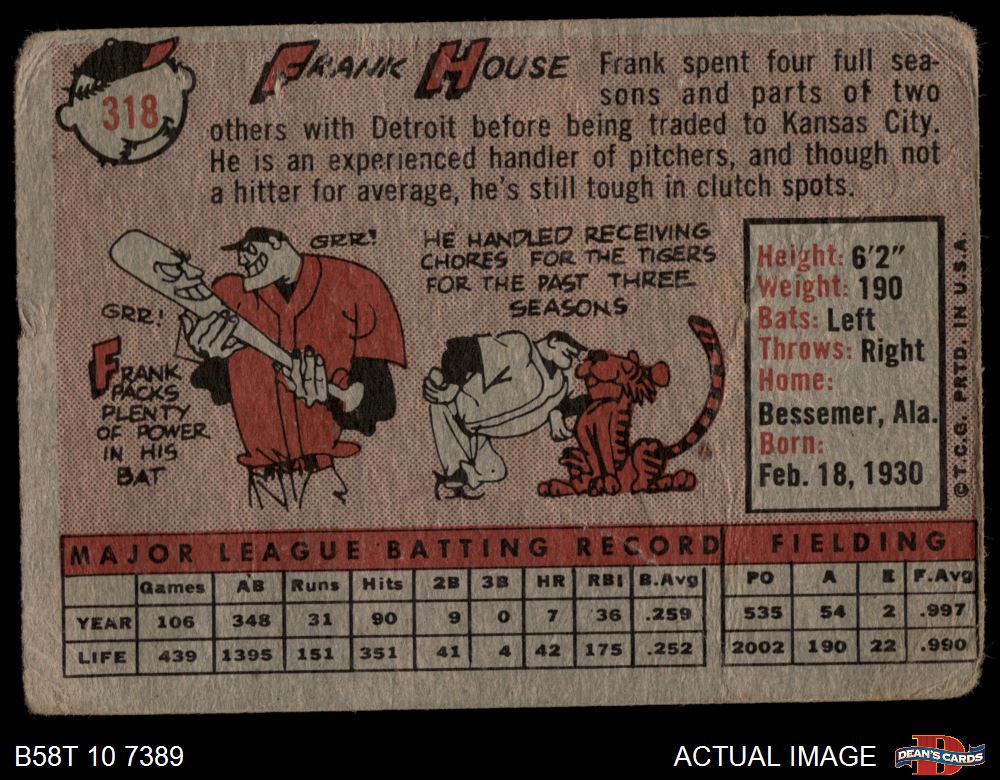 318
FRANK HOUSE
Frank spent four full sea-
sons and parts of two
others with Detroit before being traded to Kansas City.
He is an experienced handler of pitchers, and though not
a hitter for average, he's still tough in clutch spots.
GRR!
GRR!
FRANK
PACKS
PLENTY
OF POWER
IN HIS
BAT
HE HANDLED RECEIVING
CHORES FOR THE TIGERS
FOR THE PAST THREE
SEASONS
Height: 6'2"
Weight: 190
Bats: Left
Throws: Right
Home:
Bessemer, Ala.
Born:
Feb. 18, 1930
© T.C.G. PRTD. IN U.S.A.
MAJOR LEAGUE BATTING RECORD FIELDING
Games AB Runs Hits 2B 3B HR RBI B.Avg PO A E F.Avg
YEAR 106 348 31 90 9 0 7 36 .259 535 54 2 .997
LIFE 439 1395 151 351 41 4 42 175 .252 2002 190 22 .990
B58T 10 7389
ACTUAL IMAGE
D
DEAN'S CARDS